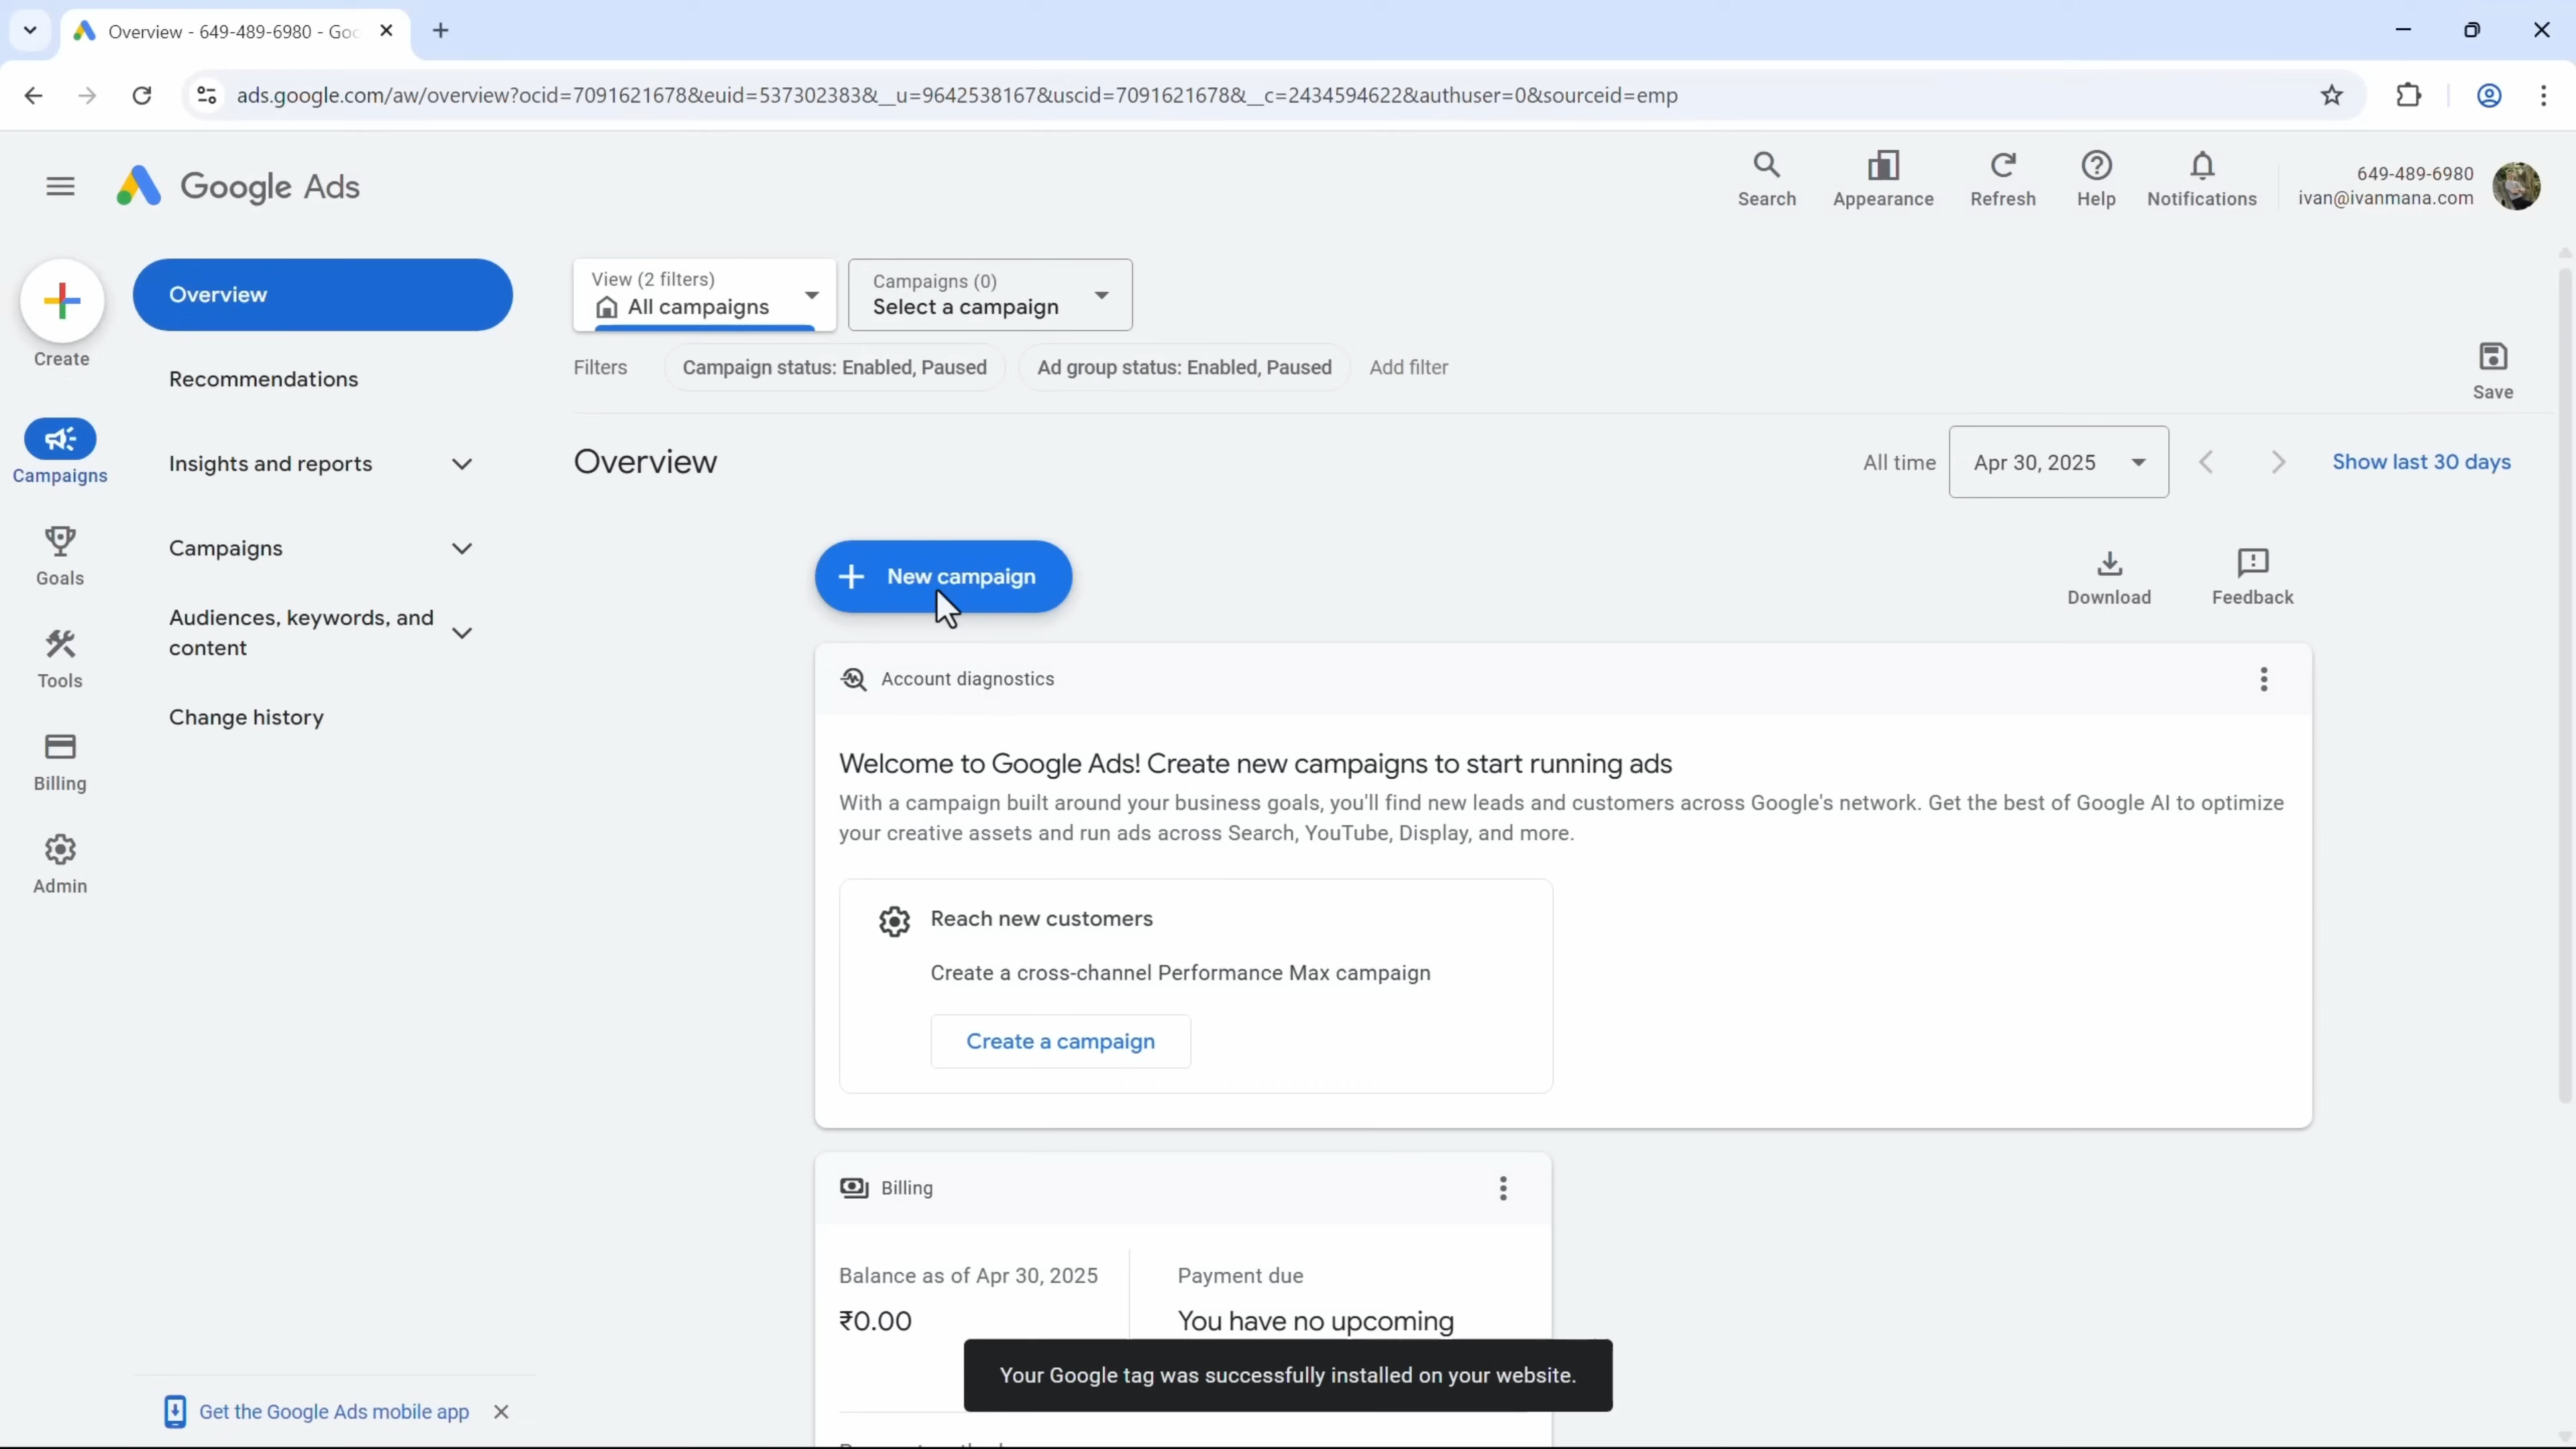 Overview - 649-489-6980 - Goo
ads.google.com/aw/overview?ocid=7091621678&euid=537302383&__u=9642538167&uscid=7091621678&__c=2434594622&authuser=0&sourceid=emp
Google Ads
Search
Appearance
Refresh
Help
Notifications
649-489-6980
ivan@ivanmana.com
Create
Campaigns
Goals
Tools
Billing
Admin
Overview
Recommendations
Insights and reports
Campaigns
Audiences, keywords, and
content
Change history
Get the Google Ads mobile app
View (2 filters)
All campaigns
Campaigns (0)
Select a campaign
Filters
Campaign status: Enabled, Paused
Ad group status: Enabled, Paused
Add filter
Save
Overview
All time
Apr 30, 2025
Show last 30 days
New campaign
Download
Feedback
Account diagnostics
Welcome to Google Ads! Create new campaigns to start running ads
With a campaign built around your business goals, you'll find new leads and customers across Google's network. Get the best of Google AI to optimize
your creative assets and run ads across Search, YouTube, Display, and more.
Reach new customers
Create a cross-channel Performance Max campaign
Create a campaign
Billing
Balance as of Apr 30, 2025
₹0.00
Payment due
You have no upcoming
Your Google tag was successfully installed on your website.